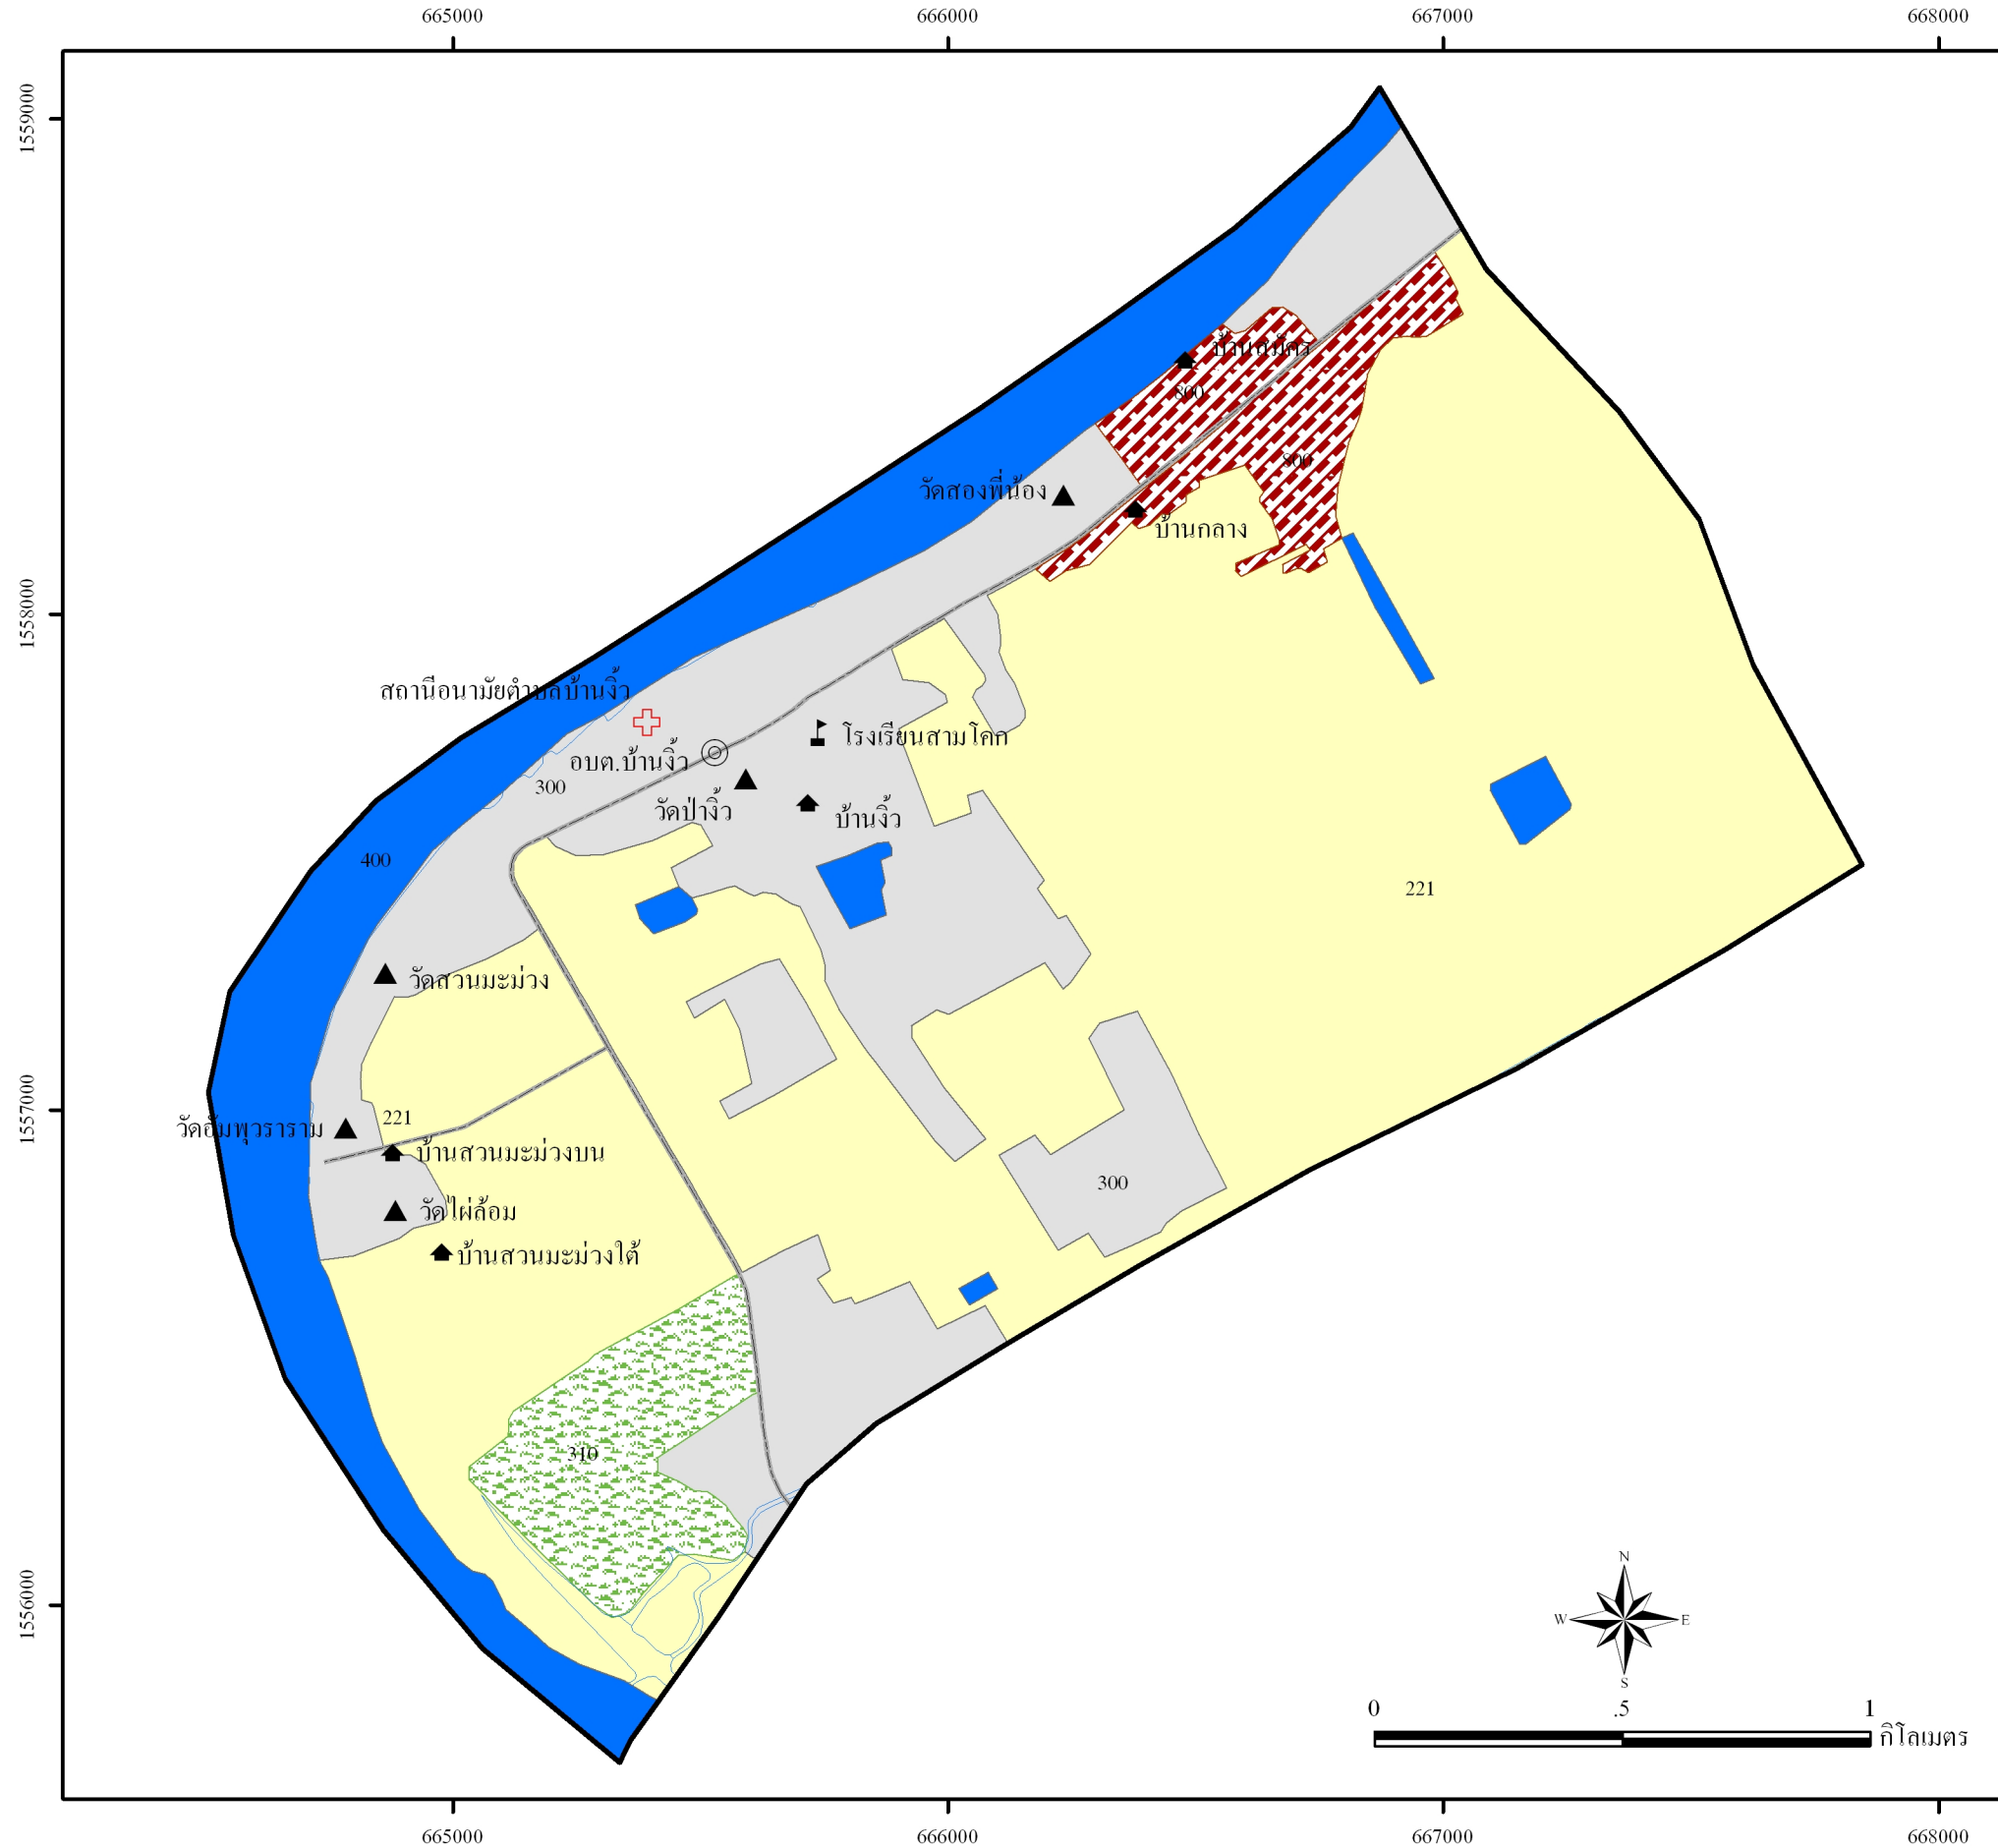 665000 666000 667000 668000
1559000
บ้านสมัคร
800
800
วัดสองพี่น้อง
บ้านกลาง
1558000
สถานีอนามัยตำบลบ้านงิ้ว
โรงเรียนสามโคก
อบต.บ้านงิ้ว
300
วัดป่างิ้ว
บ้านงิ้ว
400
221
วัดสวนมะม่วง
1557000
221
วัดอัมพุวราราม
บ้านสวนมะม่วงบน
300
วัดไผ่ล้อม
บ้านสวนมะม่วงใต้
310
1556000
N
W E
S
0 .5 1
กิโลเมตร
665000 666000 667000 668000